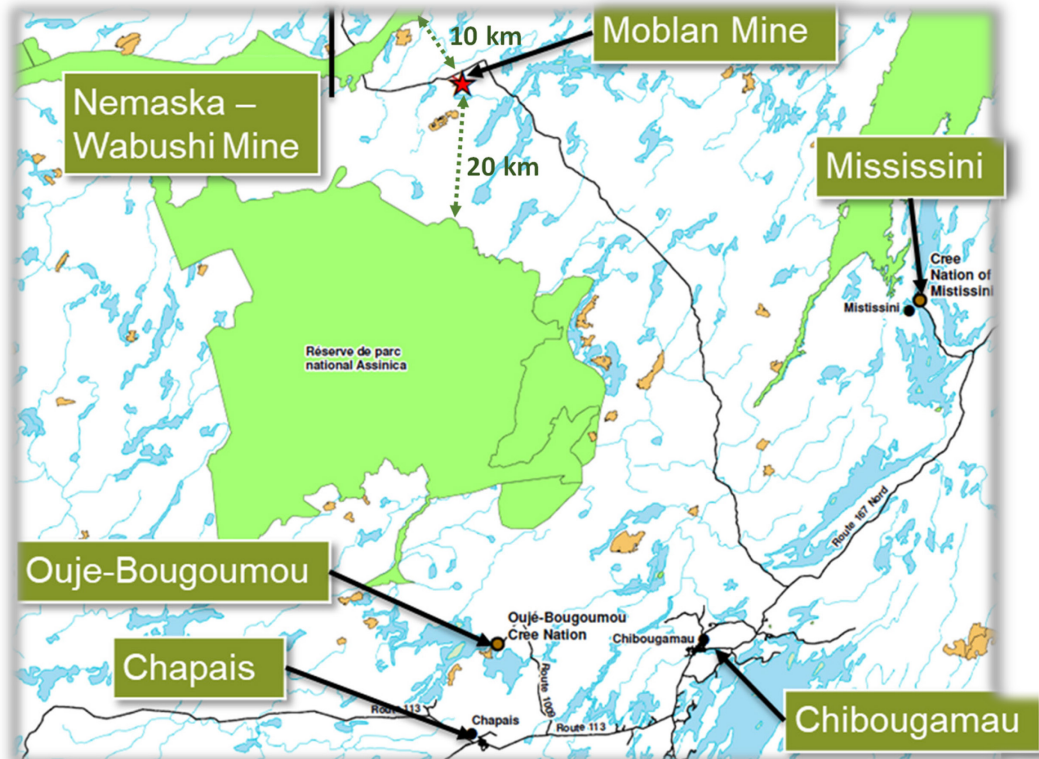 10 km
Moblan Mine
Nemaska –
Wabushi Mine
20 km
Mississini
Cree
Nation of
Mistissini
Mistissini
Réserve de parc
national Assinica
Route 167 Nord
Ouje-Bougoumou
Oujé-Bougoumou
Cree Nation
Chibougamau
Chapais
Route 1009
Chibougamau
Route 113
Chapais
Route 113